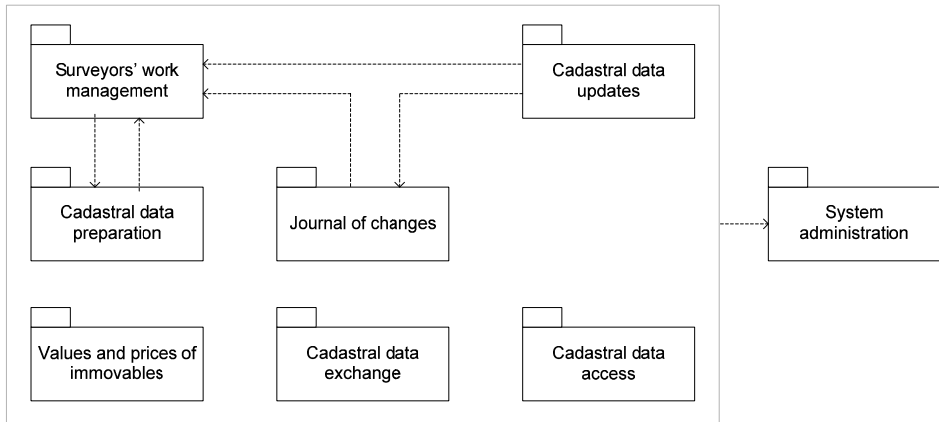 Surveyors' work
management
Cadastral data
updates
Cadastral data
preparation
Journal of changes
System
administration
Values and prices of
immovables
Cadastral data
exchange
Cadastral data
access